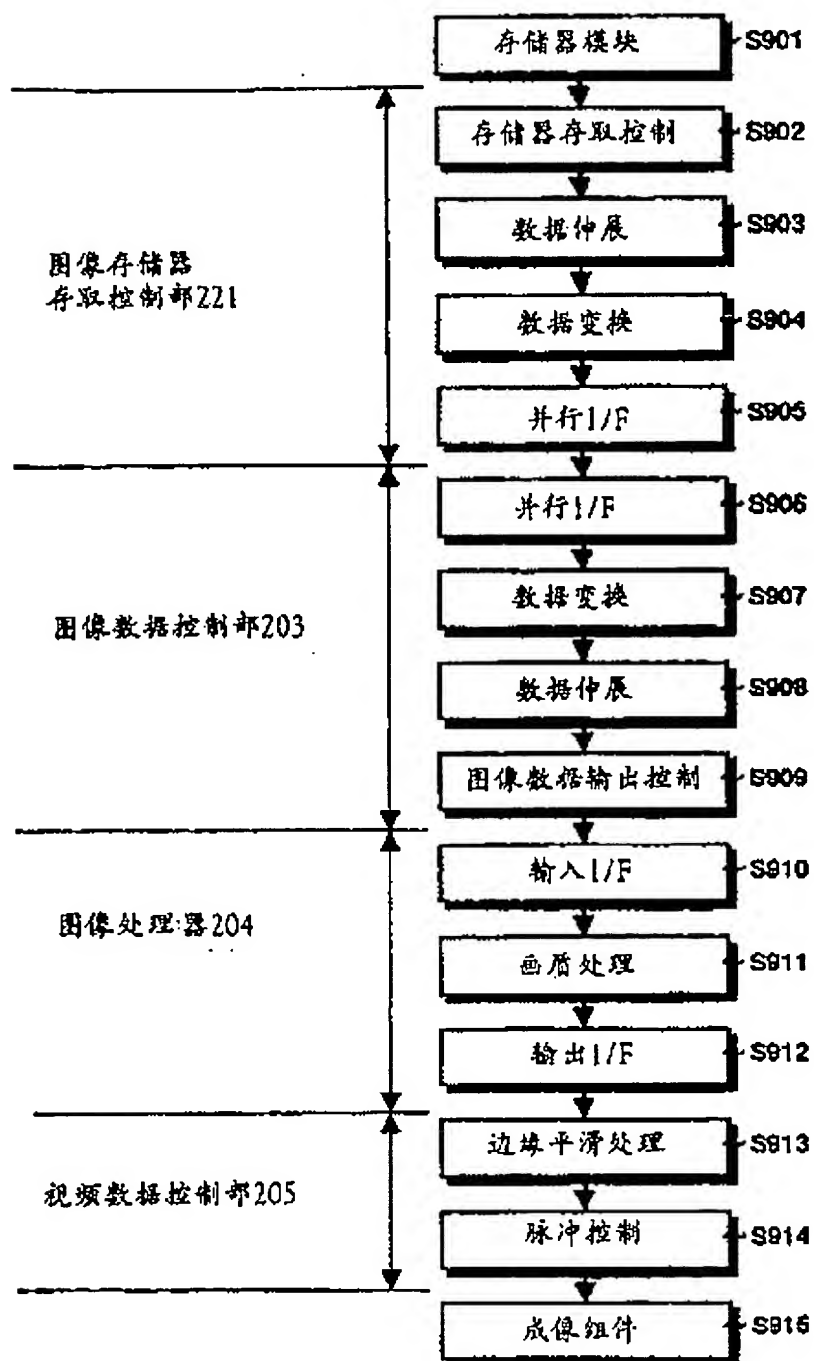 存储器模块 S901
存储器存取控制 S902
数据伸展 S903
图像存储器
存取控制部221
数据变换 S904
并行I/F S905
并行I/F S906
数据变换 S907
图像数据控制部203
数据伸展 S908
图像数据输出控制 S909
输入I/F S910
图像处理器204
画质处理 S911
输出I/F S912
边缘平滑处理 S913
视频数据控制部205
脉冲控制 S914
成像组件 S915